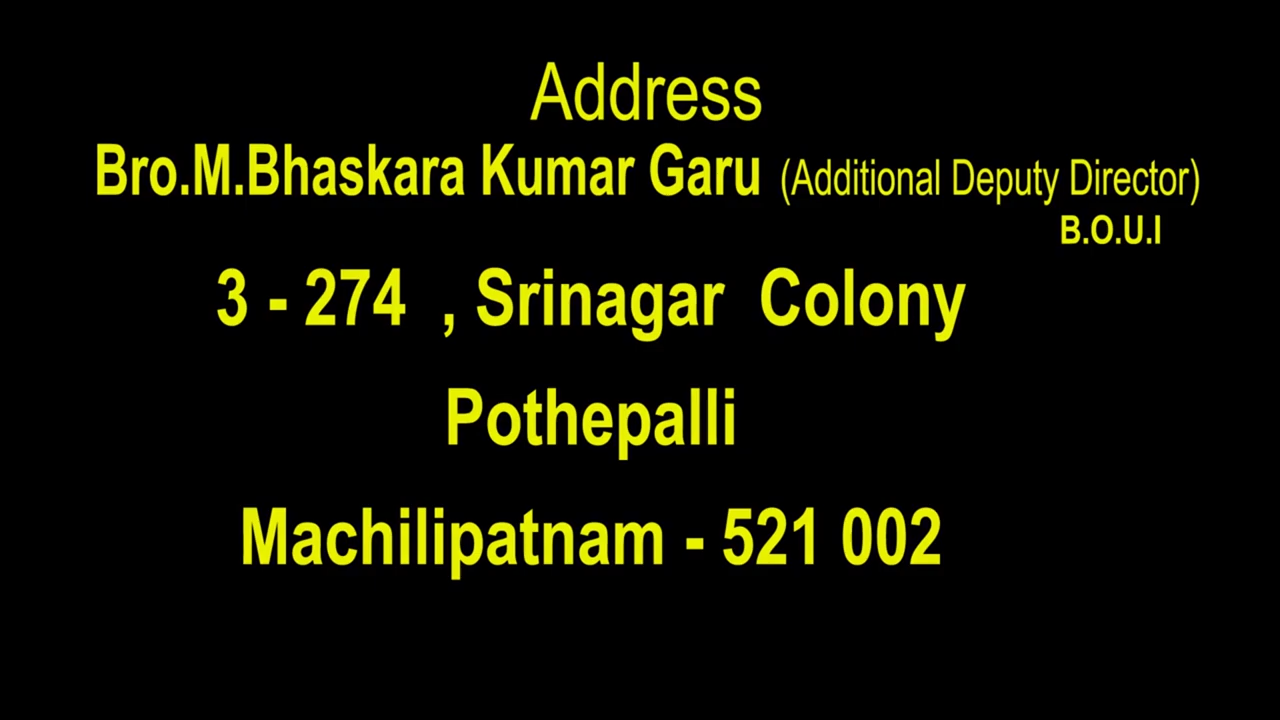 Address
Bro.M.Bhaskara Kumar Garu (Additional Deputy Director)
B.O.U.I
3 - 274 , Srinagar Colony
Pothepalli
Machilipatnam - 521 002